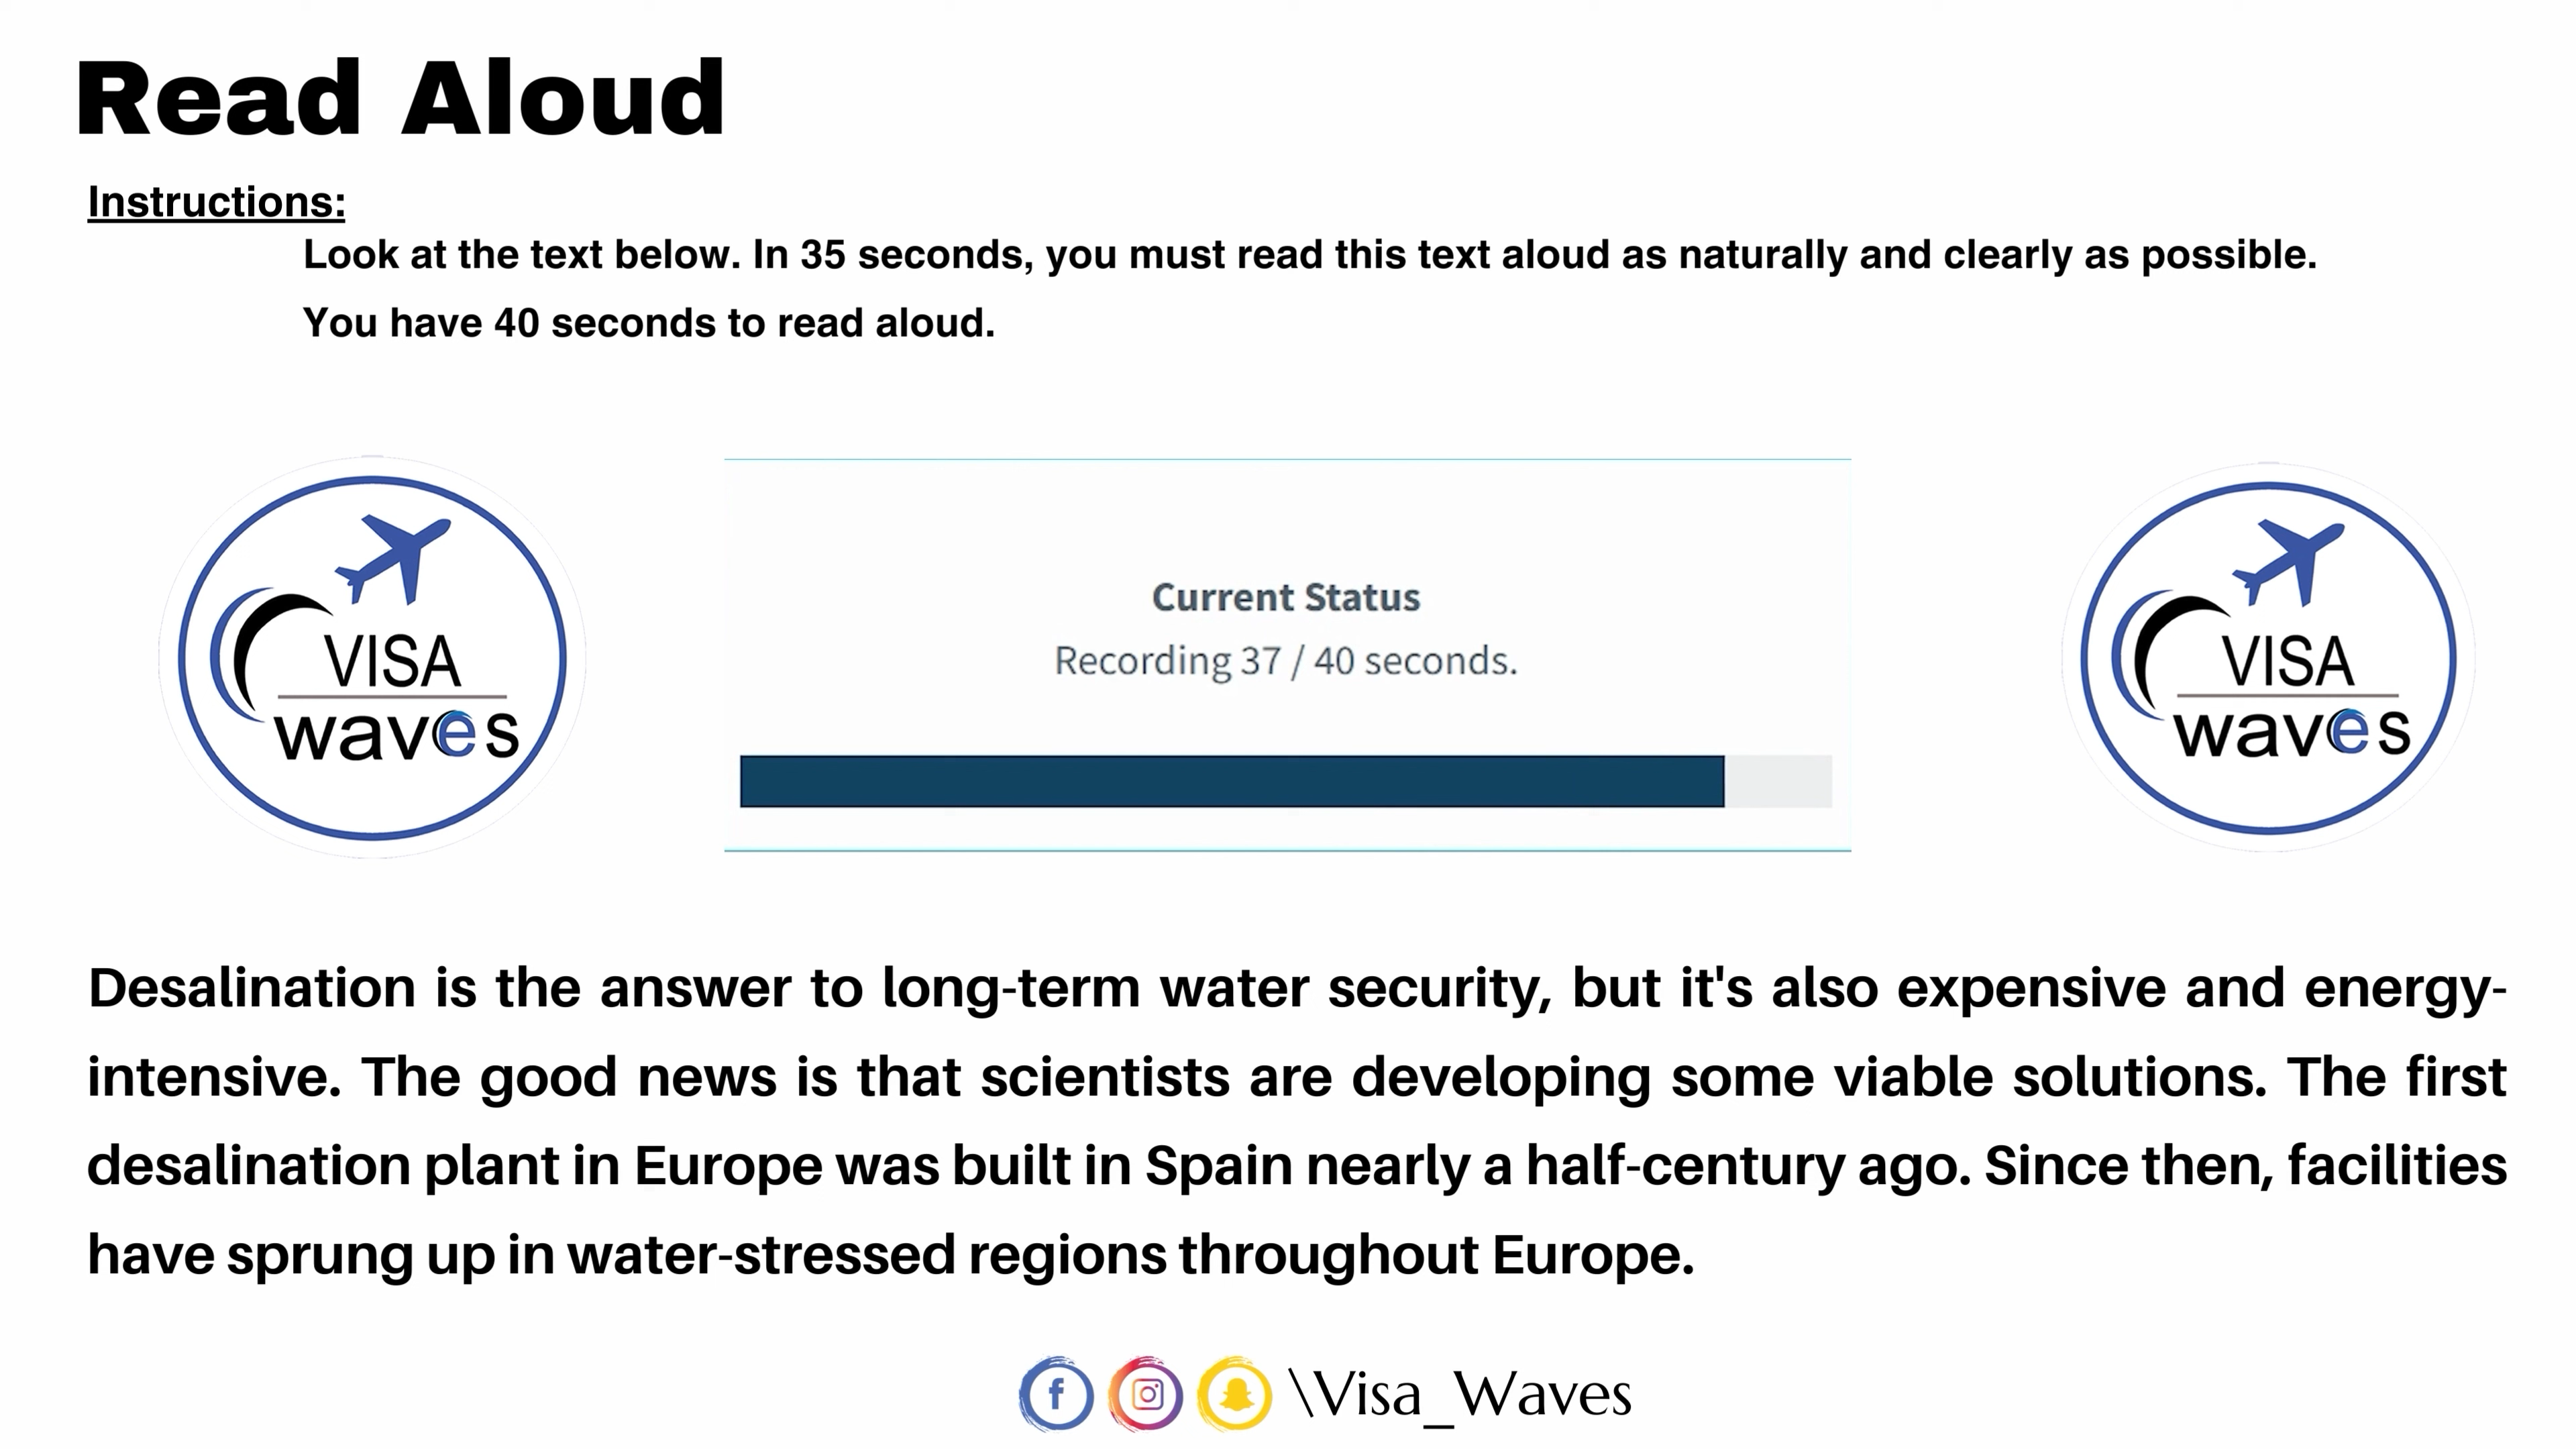 Read Aloud
Instructions:
Look at the text below. In 35 seconds, you must read this text aloud as naturally and clearly as possible.
You have 40 seconds to read aloud.
VISA
waves
Current Status
Recording 37 / 40 seconds.
VISA
waves
Desalination is the answer to long-term water security, but it's also expensive and energy-
intensive. The good news is that scientists are developing some viable solutions. The first
desalination plant in Europe was built in Spain nearly a half-century ago. Since then, facilities
have sprung up in water-stressed regions throughout Europe.
\Visa_Waves